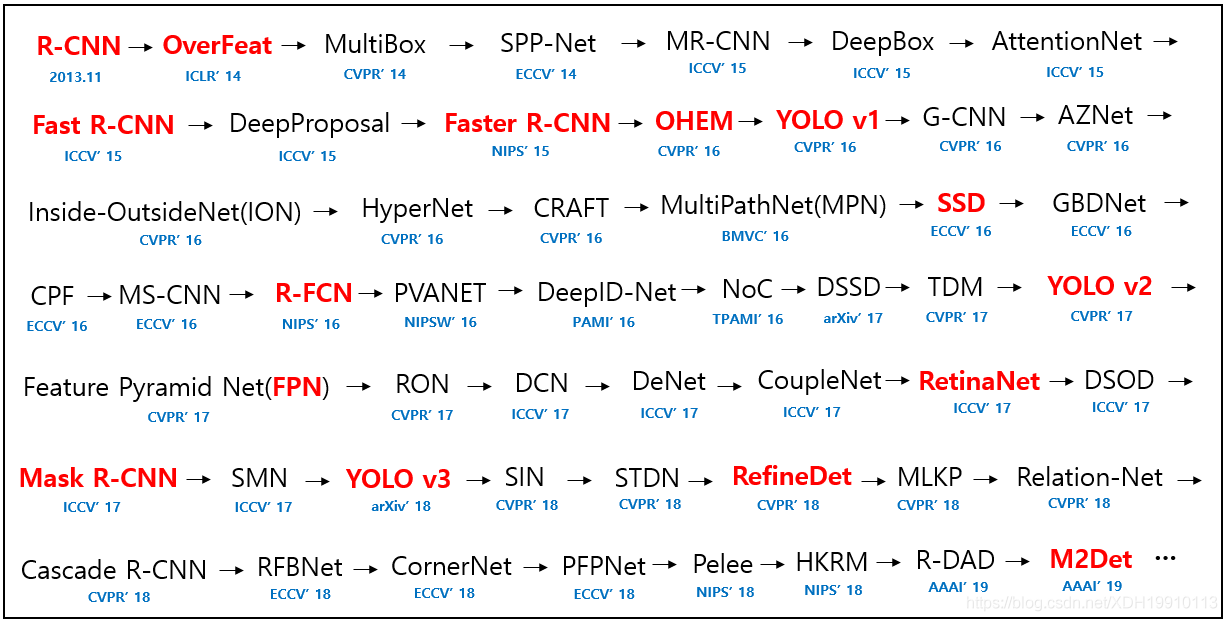 R-CNN → OverFeat → MultiBox → SPP-Net → MR-CNN → DeepBox → AttentionNet →
2013.11 ICLR’ 14 CVPR’ 14 ECCV’ 14 ICCV’ 15 ICCV’ 15 ICCV’ 15
Fast R-CNN → DeepProposal → Faster R-CNN → OHEM → YOLO v1 → G-CNN → AZNet →
ICCV’ 15 ICCV’ 15 NIPS’ 15 CVPR’ 16 CVPR’ 16 CVPR’ 16 CVPR’ 16
Inside-OutsideNet(ION) → HyperNet → CRAFT → MultiPathNet(MPN) → SSD → GBDNet →
CVPR’ 16 CVPR’ 16 CVPR’ 16 BMVC’ 16 ECCV’ 16 ECCV’ 16
CPF → MS-CNN → R-FCN → PVANET → DeepID-Net → NoC → DSSD → TDM → YOLO v2 →
ECCV’ 16 ECCV’ 16 NIPS’ 16 NIPSW’ 16 PAMI’ 16 TPAMI’ 16 arXiv’ 17 CVPR’ 17 CVPR’ 17
Feature Pyramid Net(FPN) → RON → DCN → DeNet → CoupleNet → RetinaNet → DSOD →
CVPR’ 17 CVPR’ 17 ICCV’ 17 ICCV’ 17 ICCV’ 17 ICCV’ 17 ICCV’ 17
Mask R-CNN → SMN → YOLO v3 → SIN → STDN → RefineDet → MLKP → Relation-Net →
ICCV’ 17 ICCV’ 17 arXiv’ 18 CVPR’ 18 CVPR’ 18 CVPR’ 18 CVPR’ 18 CVPR’ 18
Cascade R-CNN → RFBNet → CornerNet → PFPNet → Pelee → HKRM → R-DAD → M2Det ⋯
CVPR’ 18 ECCV’ 18 ECCV’ 18 ECCV’ 18 NIPS’ 18 NIPS’ 18 AAAI’ 19 AAAI’ 19
https://blog.csdn.net/XDH19910113